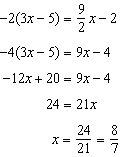 −2(3x − 5) = 9/2 x − 2
−4(3x − 5) = 9x − 4
−12x + 20 = 9x − 4
24 = 21x
x = 24/21 = 8/7